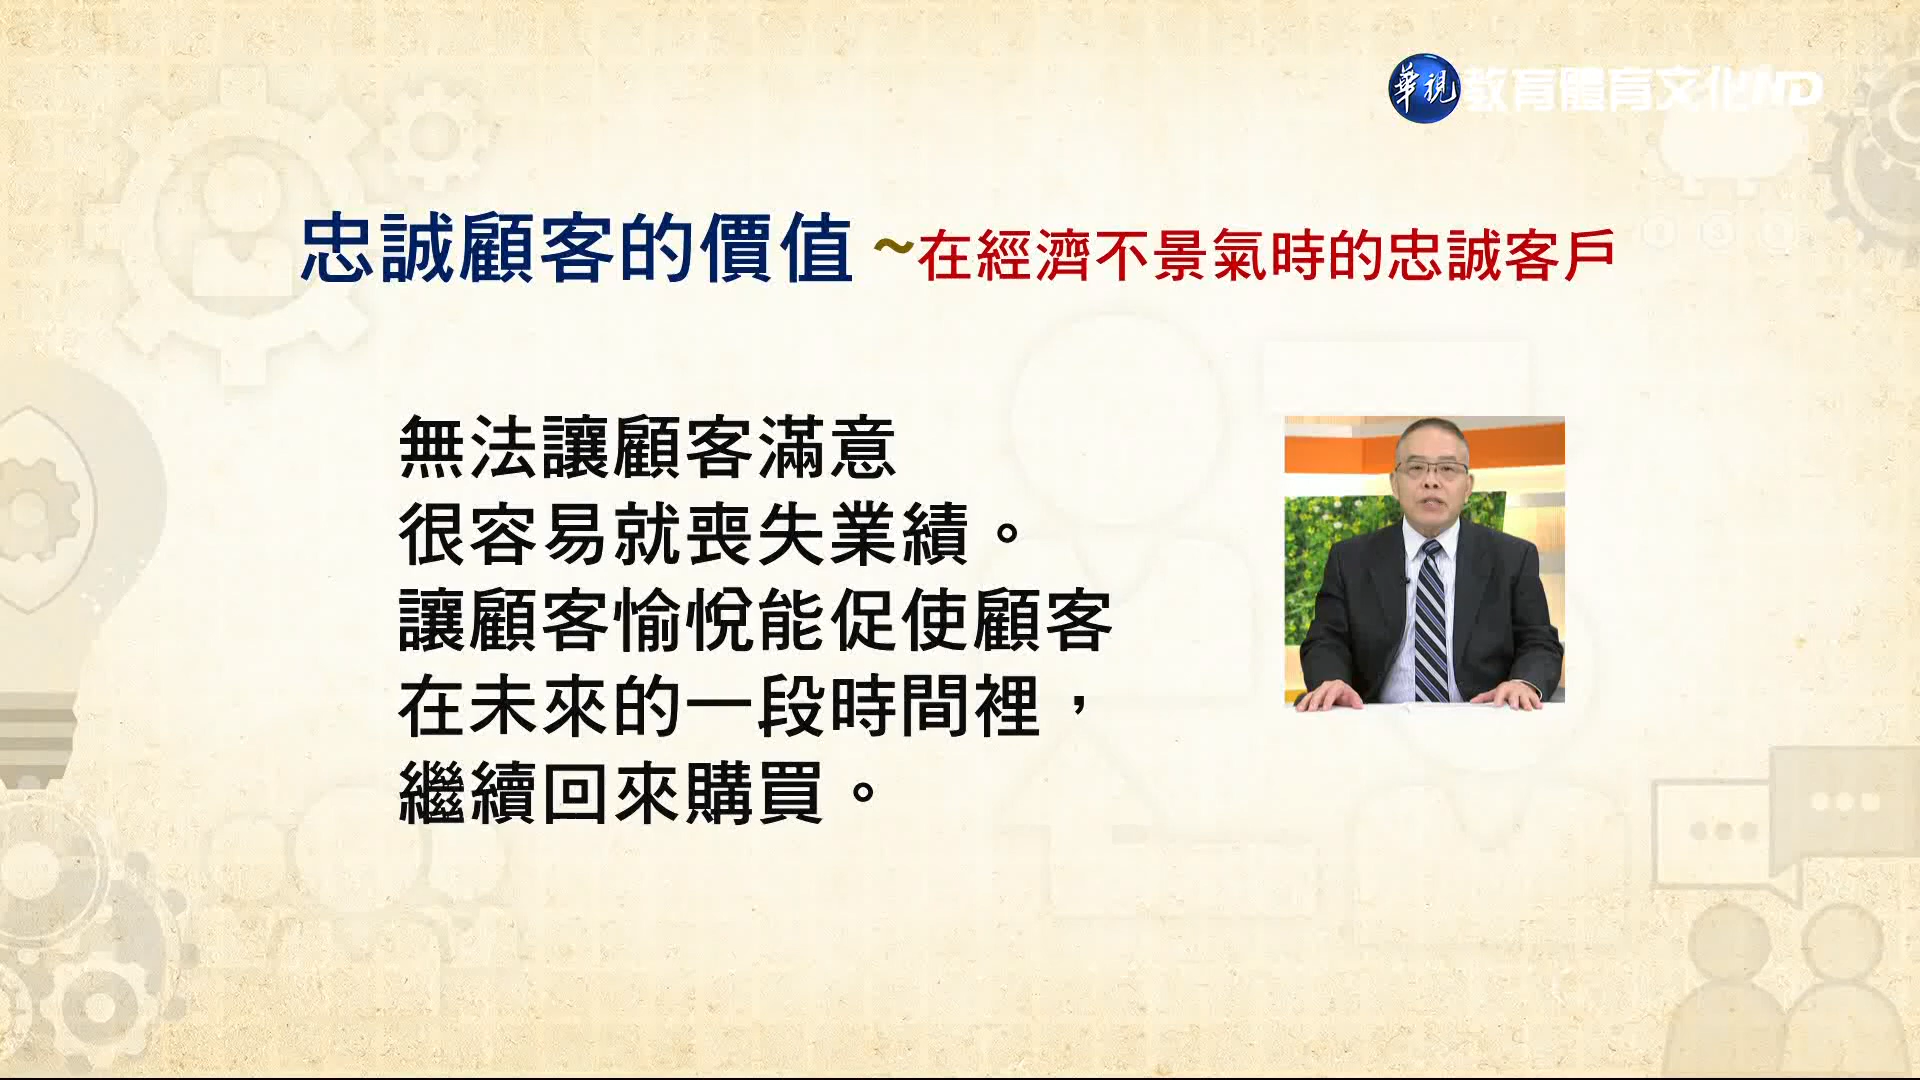 華視 教育體育文化HD
忠誠顧客的價值 ~在經濟不景氣時的忠誠客戶
無法讓顧客滿意
很容易就喪失業績。
讓顧客愉悅能促使顧客
在未來的一段時間裡，
繼續回來購買。